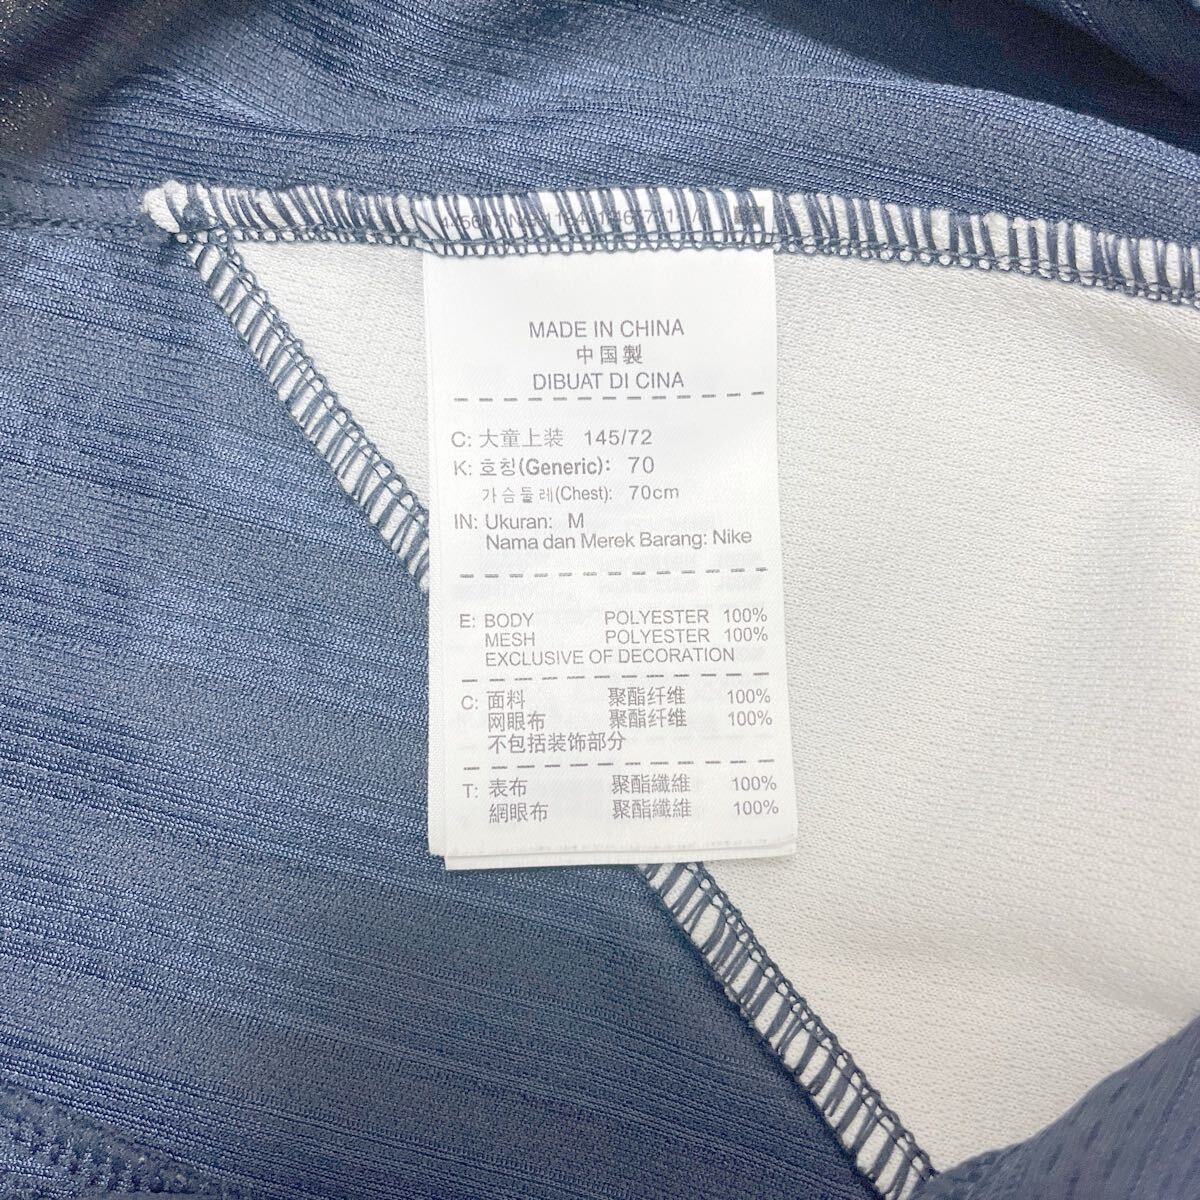 MADE IN CHINA
中国製
DIBUAT DI CINA
C: 大童上装 145/72
K: 호칭(Generic): 70
가슴둘레(Chest): 70cm
IN: Ukuran: M
Nama dan Merek Barang: Nike
E: BODY POLYESTER 100%
MESH POLYESTER 100%
EXCLUSIVE OF DECORATION
C: 面料 聚酯纤维 100%
网眼布 聚酯纤维 100%
不包括装饰部分
T: 表布 聚酯纖維 100%
網眼布 聚酯纖維 100%